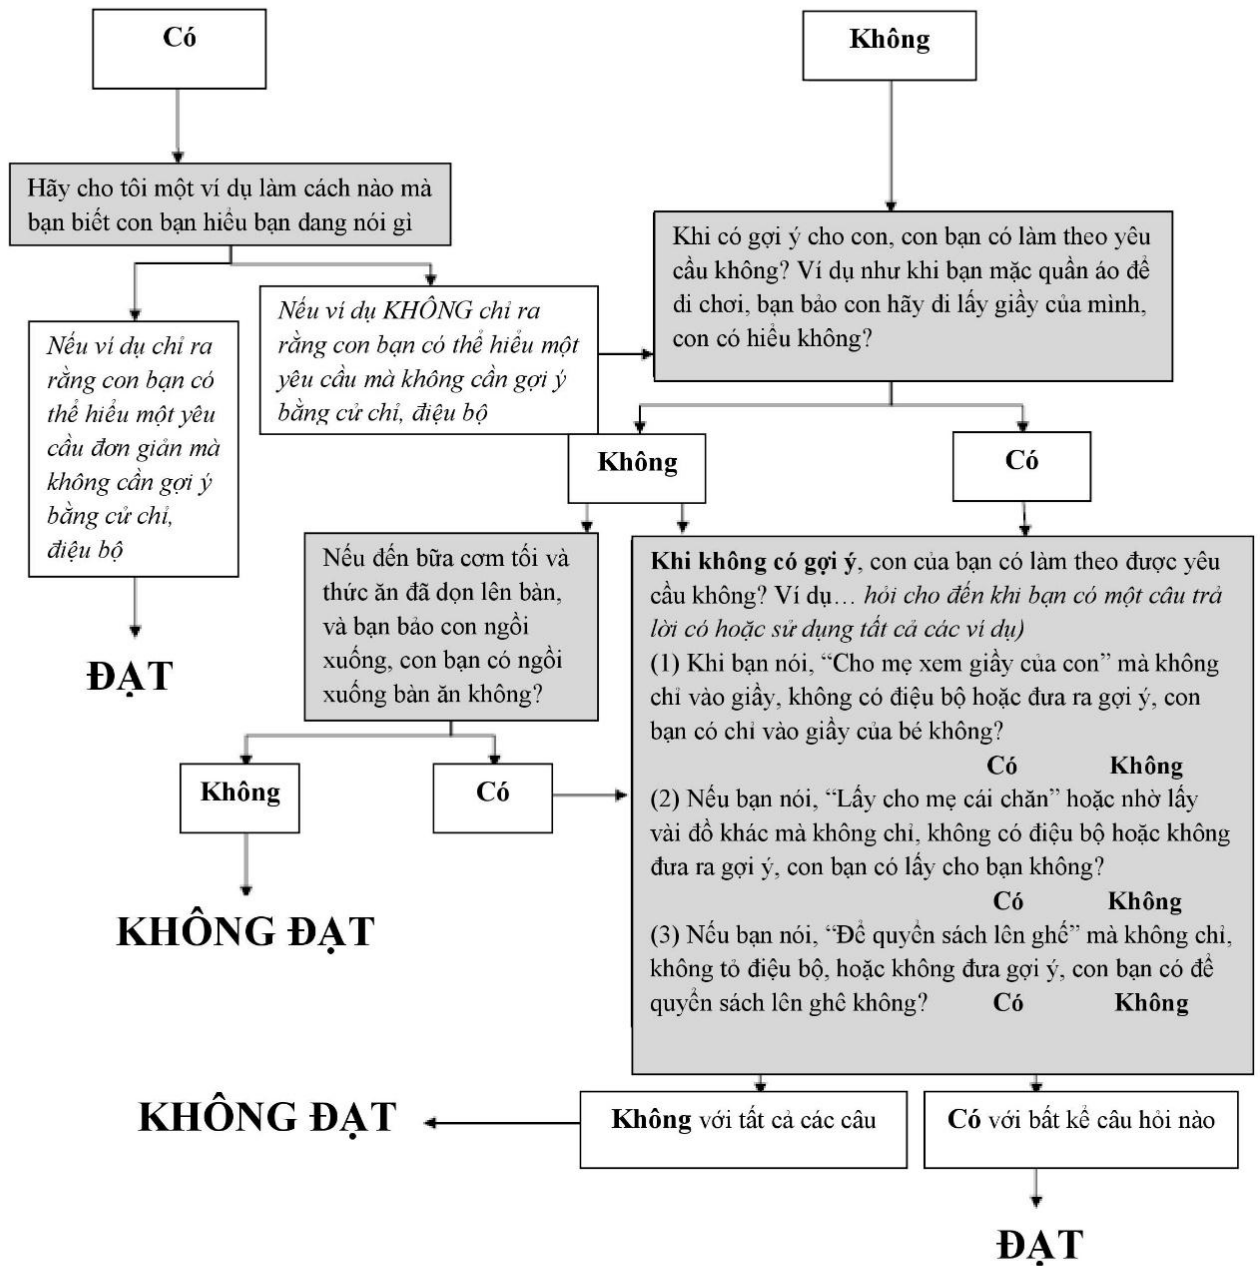 Có
Không
Hãy cho tôi một ví dụ làm cách nào mà
bạn biết con bạn hiểu bạn đang nói gì
Khi có gợi ý cho con, con bạn có làm theo yêu
cầu không? Ví dụ như khi bạn mặc quần áo để
đi chơi, bạn bảo con hãy đi lấy giầy của mình,
con có hiểu không?
Nếu ví dụ chỉ ra
rằng con bạn có
thể hiểu một yêu
cầu đơn giản mà
không cần gợi ý
bằng cử chỉ,
điệu bộ
Nếu ví dụ KHÔNG chỉ ra
rằng con bạn có thể hiểu một
yêu cầu mà không cần gợi ý
bằng cử chỉ, điệu bộ
Không
Có
ĐẠT
Nếu đến bữa cơm tối và
thức ăn đã dọn lên bàn,
và bạn bảo con ngồi
xuống, con bạn có ngồi
xuống bàn ăn không?
Khi không có gợi ý, con của bạn có làm theo được yêu
cầu không? Ví dụ… hỏi cho đến khi bạn có một câu trả
lời có hoặc sử dụng tất cả các ví dụ)
(1) Khi bạn nói, “Cho mẹ xem giầy của con” mà không
chỉ vào giầy, không có điệu bộ hoặc đưa ra gợi ý, con
bạn có chỉ vào giầy của bé không?
Có Không
(2) Nếu bạn nói, “Lấy cho mẹ cái chăn” hoặc nhờ lấy
vài đồ khác mà không chỉ, không có điệu bộ hoặc không
đưa ra gợi ý, con bạn có lấy cho bạn không?
Có Không
(3) Nếu bạn nói, “Để quyển sách lên ghế” mà không chỉ,
không tỏ điệu bộ, hoặc không đưa gợi ý, con bạn có để
quyển sách lên ghê không? Có Không
Không
Có
KHÔNG ĐẠT
Không với tất cả các câu
Có với bất kể câu hỏi nào
KHÔNG ĐẠT
ĐẠT